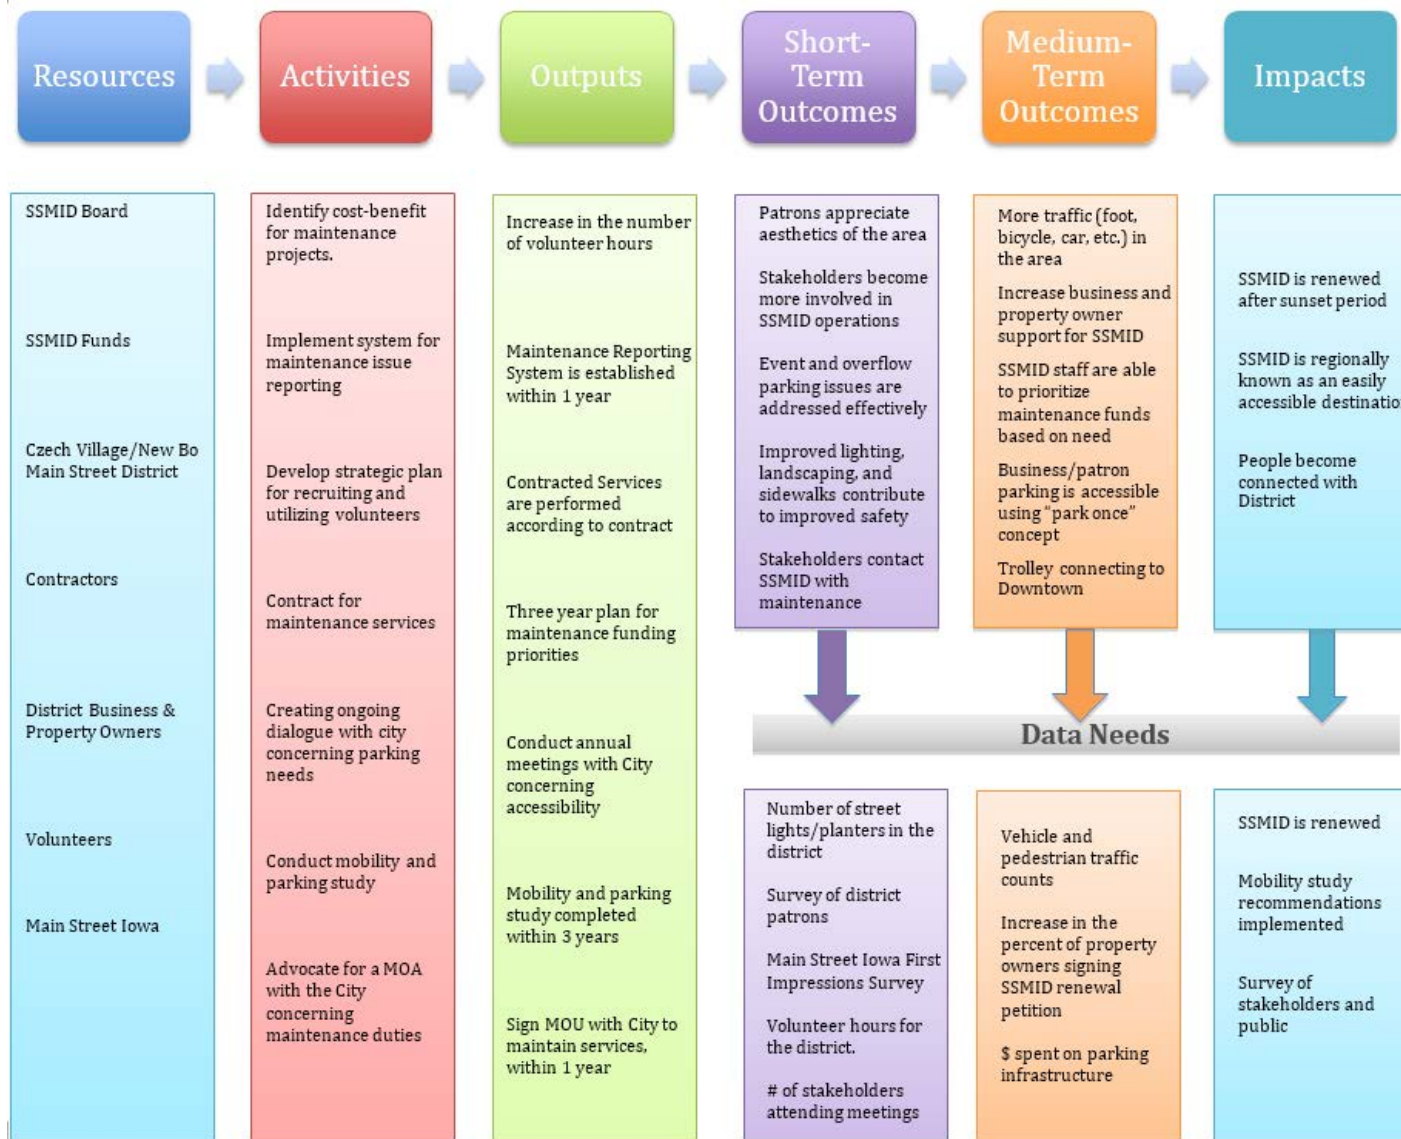 Resources
Activities
Outputs
Short-
Term
Outcomes
Medium-
Term
Outcomes
Impacts
SSMID Board
SSMID Funds
Czech Village/New Bo
Main Street District
Contractors
District Business &
Property Owners
Volunteers
Main Street Iowa
Identify cost-benefit
for maintenance
projects.
Implement system for
maintenance issue
reporting
Develop strategic plan
for recruiting and
utilizing volunteers
Contract for
maintenance services
Creating ongoing
dialogue with city
concerning parking
needs
Conduct mobility and
parking study
Advocate for a MOA
with the City
concerning
maintenance duties
Increase in the number
of volunteer hours
Maintenance Reporting
System is established
within 1 year
Contracted Services
are performed
according to contract
Three year plan for
maintenance funding
priorities
Conduct annual
meetings with City
concerning
accessibility
Mobility and parking
study completed
within 3 years
Sign MOU with City to
maintain services,
within 1 year
Patrons appreciate
aesthetics of the area
Stakeholders become
more involved in
SSMID operations
Event and overflow
parking issues are
addressed effectively
Improved lighting,
landscaping, and
sidewalks contribute
to improved safety
Stakeholders contact
SSMID with
maintenance
More traffic (foot,
bicycle, car, etc.) in
the area
Increase business and
property owner
support for SSMID
SSMID staff are able
to prioritize
maintenance funds
based on need
Business/patron
parking is accessible
using "park once"
concept
Trolley connecting to
Downtown
SSMID is renewed
after sunset period
SSMID is regionally
known as an easily
accessible destinatio
People become
connected with
District
Data Needs
Number of street
lights/planters in the
district
Survey of district
patrons
Main Street Iowa First
Impressions Survey
Volunteer hours for
the district.
# of stakeholders
attending meetings
Vehicle and
pedestrian traffic
counts
Increase in the
percent of property
owners signing
SSMID renewal
petition
$ spent on parking
infrastructure
SSMID is renewed
Mobility study
recommendations
implemented
Survey of
stakeholders and
public